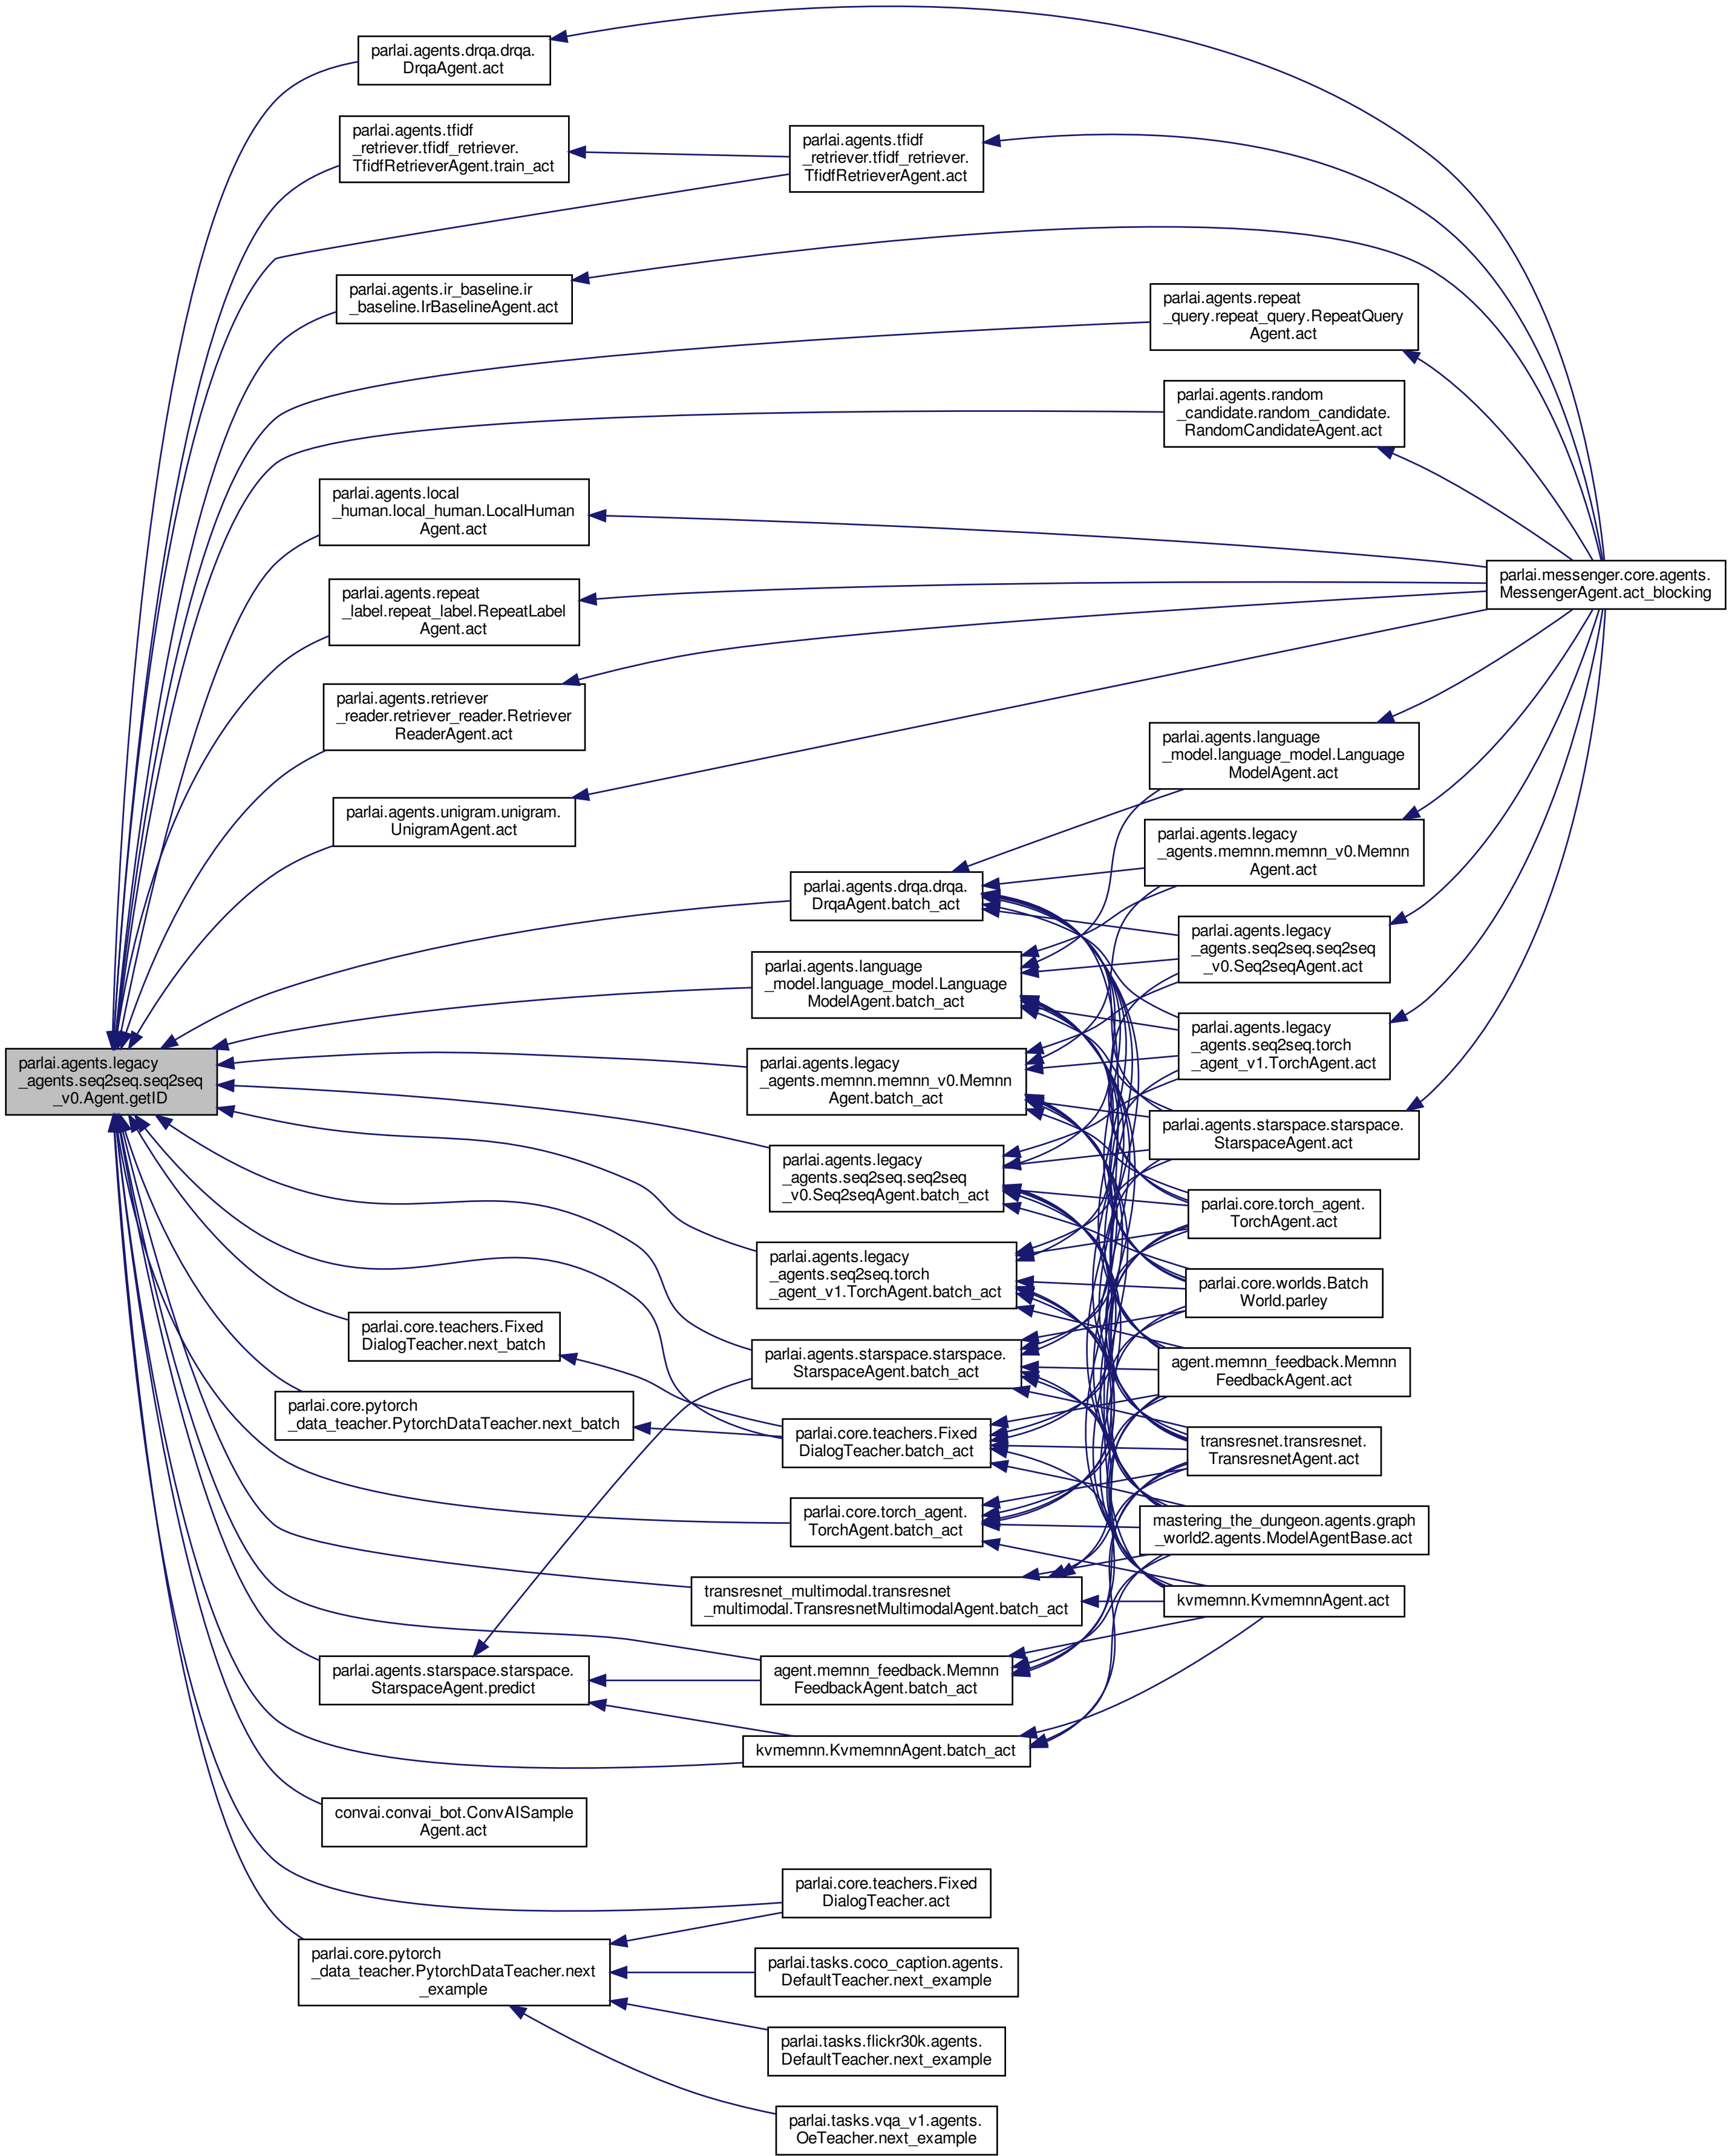 parlai.agents.drqa.drqa.
DrqaAgent.act
parlai.agents.tfidf
_retriever.tfidf_retriever.
TfidfRetrieverAgent.train_act
parlai.agents.tfidf
_retriever.tfidf_retriever.
TfidfRetrieverAgent.act
parlai.agents.ir_baseline.ir
_baseline.IrBaselineAgent.act
parlai.agents.repeat
_query.repeat_query.RepeatQuery
Agent.act
parlai.agents.random
_candidate.random_candidate.
RandomCandidateAgent.act
parlai.agents.local
_human.local_human.LocalHuman
Agent.act
parlai.messenger.core.agents.
MessengerAgent.act_blocking
parlai.agents.repeat
_label.repeat_label.RepeatLabel
Agent.act
parlai.agents.retriever
_reader.retriever_reader.Retriever
ReaderAgent.act
parlai.agents.language
_model.language_model.Language
ModelAgent.act
parlai.agents.unigram.unigram.
UnigramAgent.act
parlai.agents.legacy
_agents.memnn.memnn_v0.Memnn
Agent.act
parlai.agents.drqa.drqa.
DrqaAgent.batch_act
parlai.agents.legacy
_agents.seq2seq.seq2seq
_v0.Seq2seqAgent.act
parlai.agents.language
_model.language_model.Language
ModelAgent.batch_act
parlai.agents.legacy
_agents.seq2seq.torch
_agent_v1.TorchAgent.act
parlai.agents.legacy
_agents.seq2seq.seq2seq
_v0.Agent.getID
parlai.agents.legacy
_agents.memnn.memnn_v0.Memnn
Agent.batch_act
parlai.agents.starspace.starspace.
StarspaceAgent.act
parlai.agents.legacy
_agents.seq2seq.seq2seq
_v0.Seq2seqAgent.batch_act
parlai.core.torch_agent.
TorchAgent.act
parlai.agents.legacy
_agents.seq2seq.torch
_agent_v1.TorchAgent.batch_act
parlai.core.worlds.Batch
World.parley
parlai.core.teachers.Fixed
DialogTeacher.next_batch
parlai.agents.starspace.starspace.
StarspaceAgent.batch_act
agent.memnn_feedback.Memnn
FeedbackAgent.act
parlai.core.pytorch
_data_teacher.PytorchDataTeacher.next_batch
parlai.core.teachers.Fixed
DialogTeacher.batch_act
transresnet.transresnet.
TransresnetAgent.act
parlai.core.torch_agent.
TorchAgent.batch_act
mastering_the_dungeon.agents.graph
_world2.agents.ModelAgentBase.act
transresnet_multimodal.transresnet
_multimodal.TransresnetMultimodalAgent.batch_act
kvmemnn.KvmemnnAgent.act
parlai.agents.starspace.starspace.
StarspaceAgent.predict
agent.memnn_feedback.Memnn
FeedbackAgent.batch_act
kvmemnn.KvmemnnAgent.batch_act
convai.convai_bot.ConvAISample
Agent.act
parlai.core.teachers.Fixed
DialogTeacher.act
parlai.core.pytorch
_data_teacher.PytorchDataTeacher.next
_example
parlai.tasks.coco_caption.agents.
DefaultTeacher.next_example
parlai.tasks.flickr30k.agents.
DefaultTeacher.next_example
parlai.tasks.vqa_v1.agents.
OeTeacher.next_example